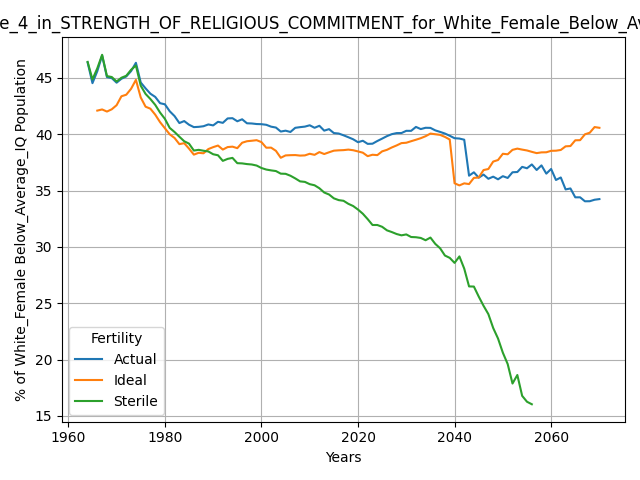 e_4_in_STRENGTH_OF_RELIGIOUS_COMMITMENT_for_White_Female_Below_Av
% of White_Female Below_Average_IQ Population
45
40
35
30
25
20
15
Fertility
Actual
Ideal
Sterile
1960 1980 2000 2020 2040 2060
Years